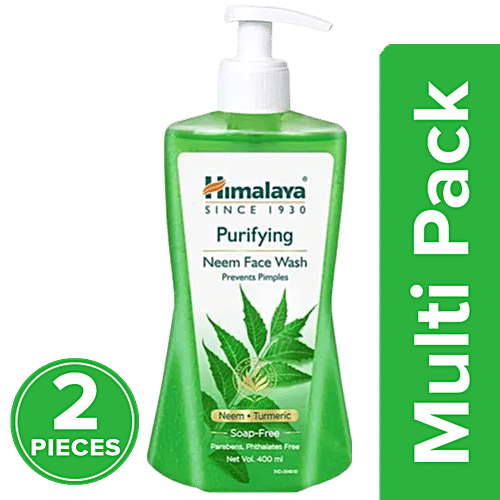 Himalaya®
SINCE 1930
Purifying
Neem Face Wash
Prevents Pimples
Neem • Turmeric
Soap-Free
Parabens, Phthalates Free
Net Vol. 400 ml
2
PIECES
Multi Pack